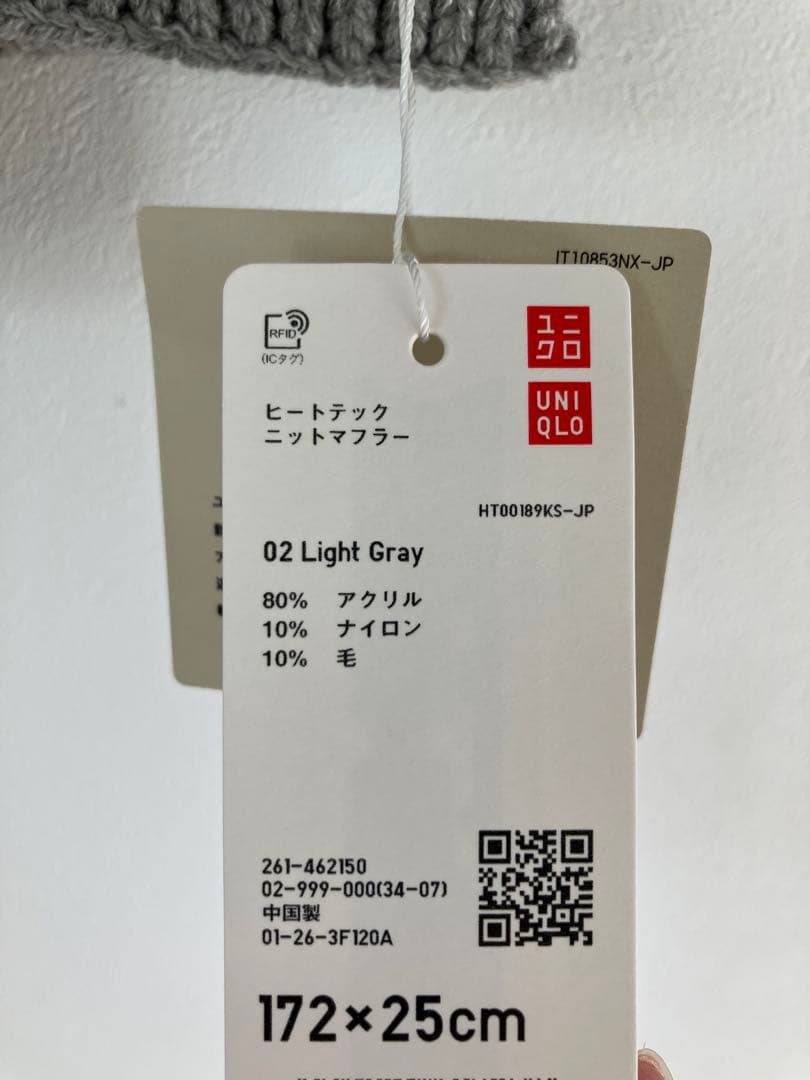 IT10853NX-JP
RFID
(ICタグ)
ユニ
クロ
UNI
QLO
ヒートテック
ニットマフラー
HT00189KS-JP
02 Light Gray
80% アクリル
10% ナイロン
10% 毛
261-462150
02-999-000(34-07)
中国製
01-26-3F120A
172×25cm